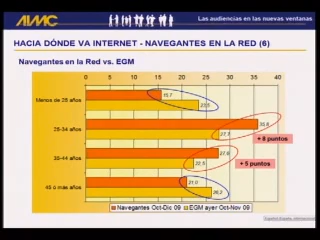 AIMC
Las audiencias en las nuevas ventanas
HACIA DÓNDE VA INTERNET - NAVEGANTES EN LA RED (6)
Navegantes en la Red vs. EGM
0 5 10 15 20 25 30 35 40
Menos de 25 años
15,7
23,5
25-34 años
35,6
27,7
+ 8 puntos
35-44 años
27,6
22,5
+ 5 puntos
45 ó más años
21,0
26,2
Navegantes Oct-Dic 09
EGM ayer Oct-Nov 09